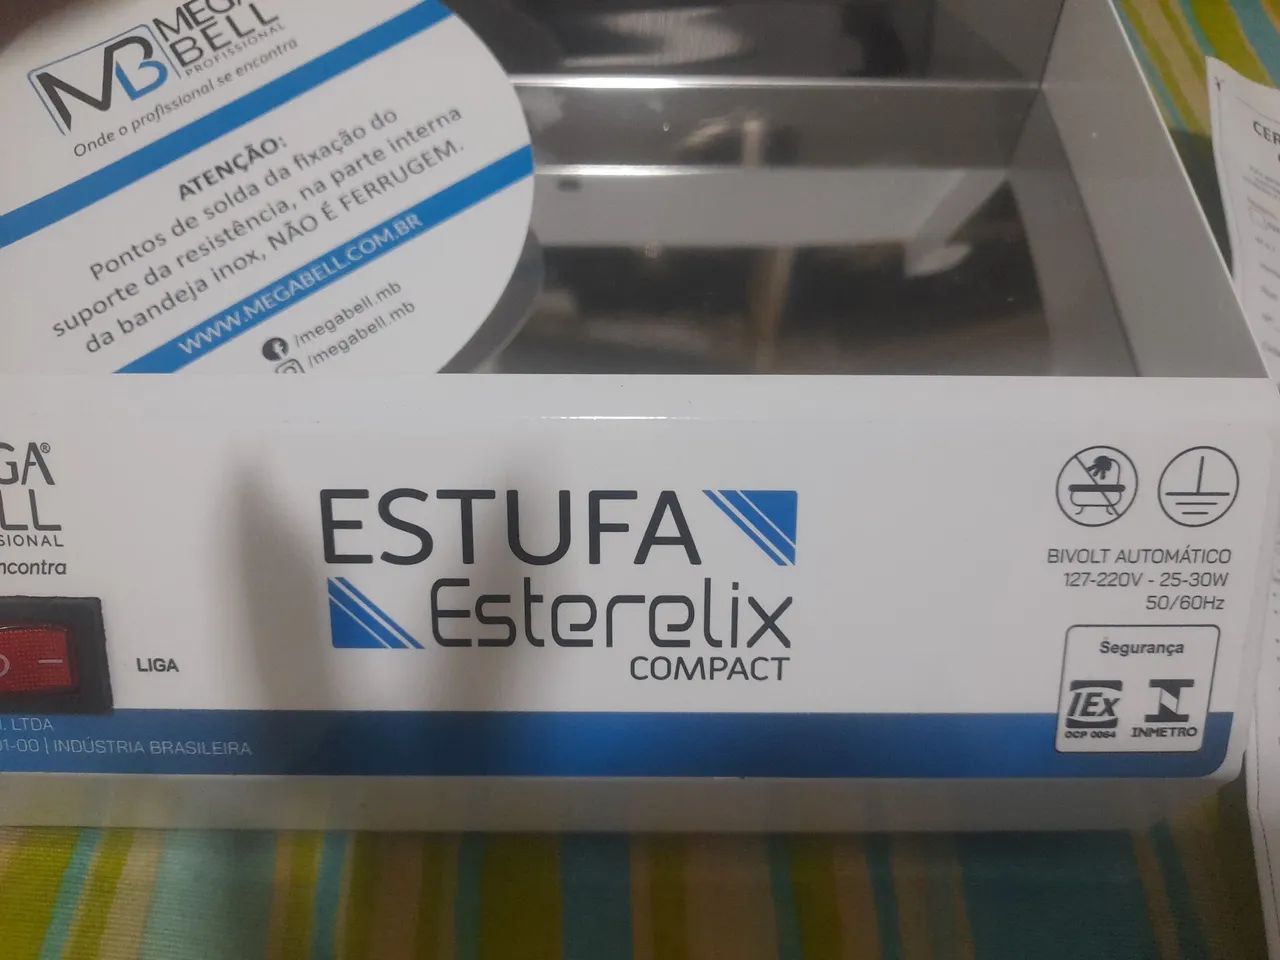 MEGA
BELL
PROFISSIONAL
MB
Onde o profissional se encontra
ATENÇÃO:
Pontos de solda da fixação do
suporte da resistência, na parte interna
da bandeja inox, NÃO É FERRUGEM.
WWW.MEGABELL.COM.BR
/megabell.mb
/megabell.mb
CER
GA®
LL
SIONAL
ncontra
LIGA
LTDA
01-00 | INDÚSTRIA BRASILEIRA
ESTUFA
Esterelix
COMPACT
BIVOLT AUTOMÁTICO
127-220V - 25-30W
50/60Hz
Segurança
IEx
OCP 0064
INMETRO